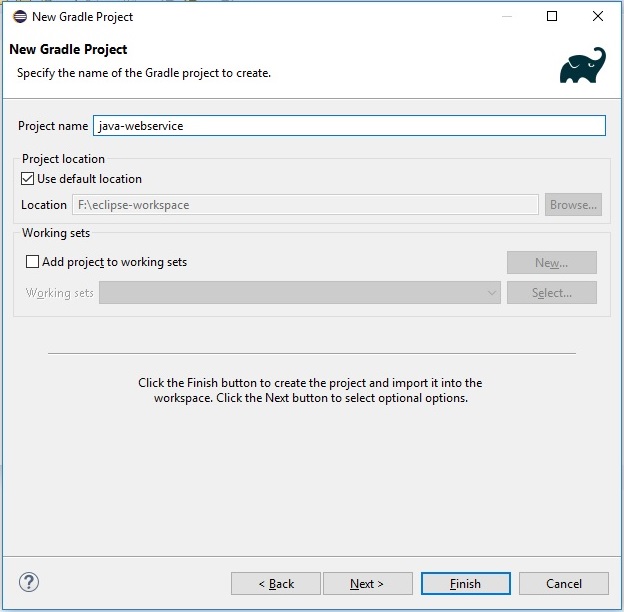 New Gradle Project
New Gradle Project
Specify the name of the Gradle project to create.
Project name java-webservice
Project location
Use default location
Location F:\eclipse-workspace Browse...
Working sets
Add project to working sets New...
Working sets Select...
Click the Finish button to create the project and import it into the
workspace. Click the Next button to select optional options.
? < Back Next > Finish Cancel